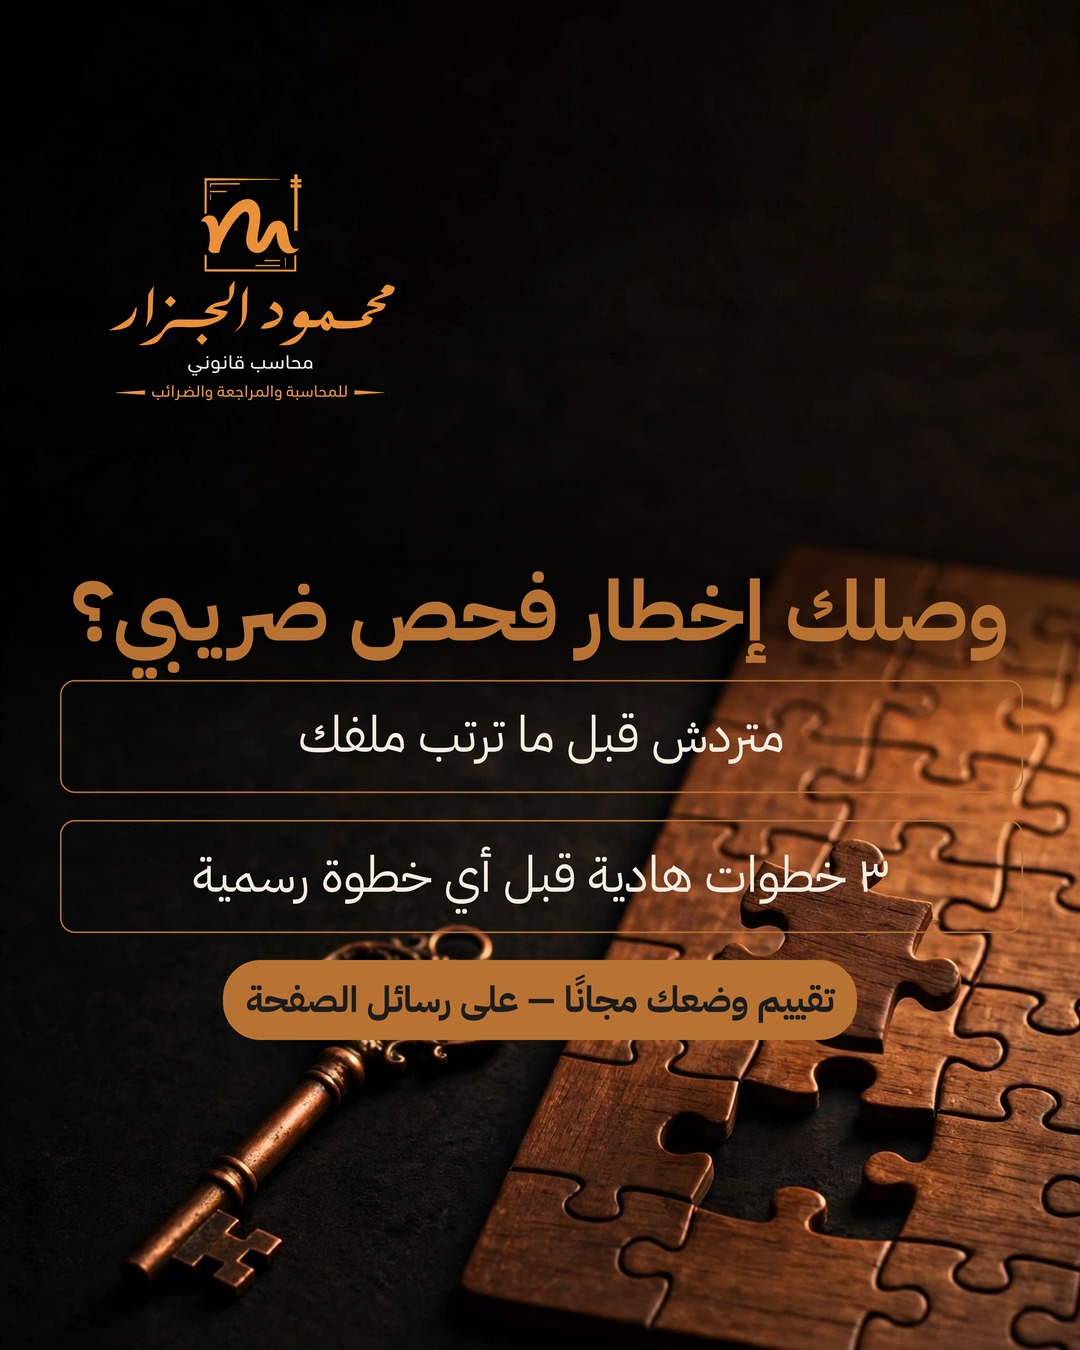 محمود الجزار
محاسب قانوني
للمحاسبة والمراجعة والضرائب
وصلك إخطار فحص ضريبي؟
متردش قبل ما ترتب ملفك
٣ خطوات هادية قبل أي خطوة رسمية
تقييم وضعك مجانًا — على رسائل الصفحة